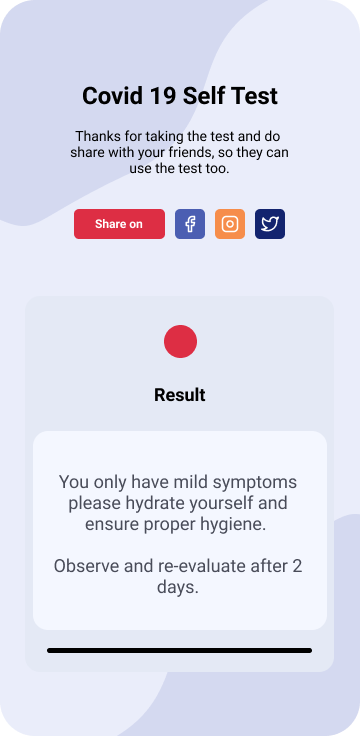 Covid 19 Self Test
Thanks for taking the test and do
share with your friends, so they can
use the test too.
Share on
Result
You only have mild symptoms
please hydrate yourself and
ensure proper hygiene.
Observe and re-evaluate after 2
days.